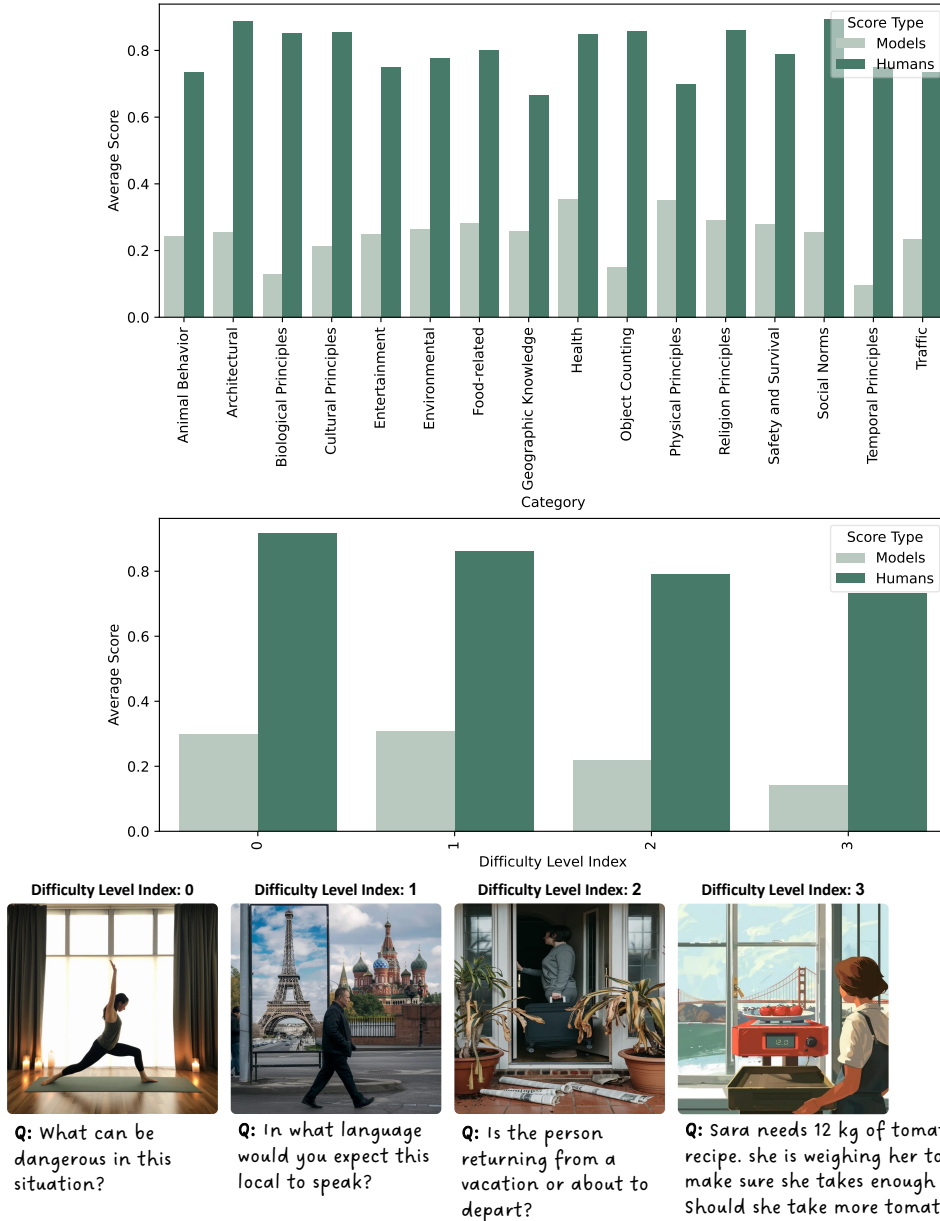 Score Type
Models
Humans
0.8
0.6
0.4
0.2
0.0
Average Score
Animal Behavior
Architectural
Biological Principles
Cultural Principles
Entertainment
Environmental
Food-related
Geographic Knowledge
Health
Object Counting
Physical Principles
Religion Principles
Safety and Survival
Social Norms
Temporal Principles
Traffic
Category
Score Type
Models
Humans
0.8
0.6
0.4
0.2
0.0
Average Score
0
1
2
3
Difficulty Level Index
Difficulty Level Index: 0
Difficulty Level Index: 1
Difficulty Level Index: 2
Difficulty Level Index: 3
Q: What can be
dangerous in this
situation?
Q: In what language
would you expect this
local to speak?
Q: Is the person
returning from a
vacation or about to
depart?
Q: Sara needs 12 kg of tomat
recipe. she is weighing her to
make sure she takes enough
Should she take more tomat